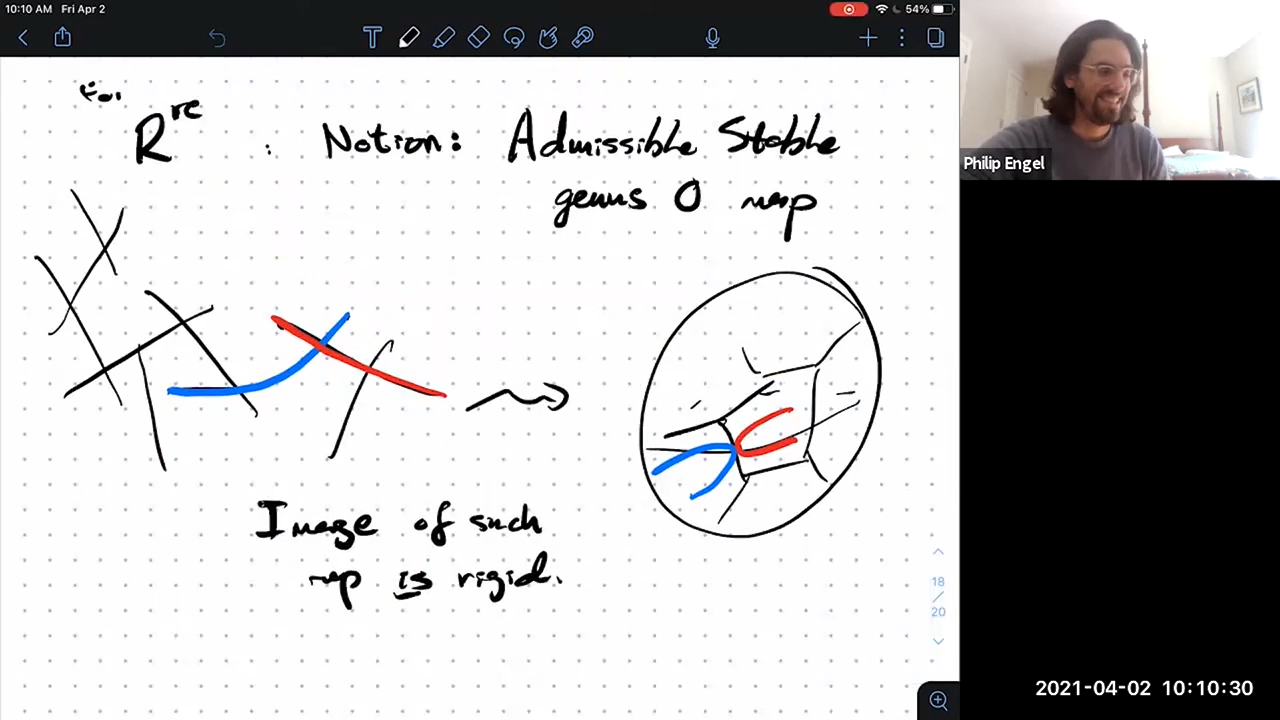 10:10 AM Fri Apr 2
54%
For
R^rc : Notion: Admissible Stable
genus 0 map
Philip Engel
Image of such
map is rigid.
18
/
20
2021-04-02 10:10:30